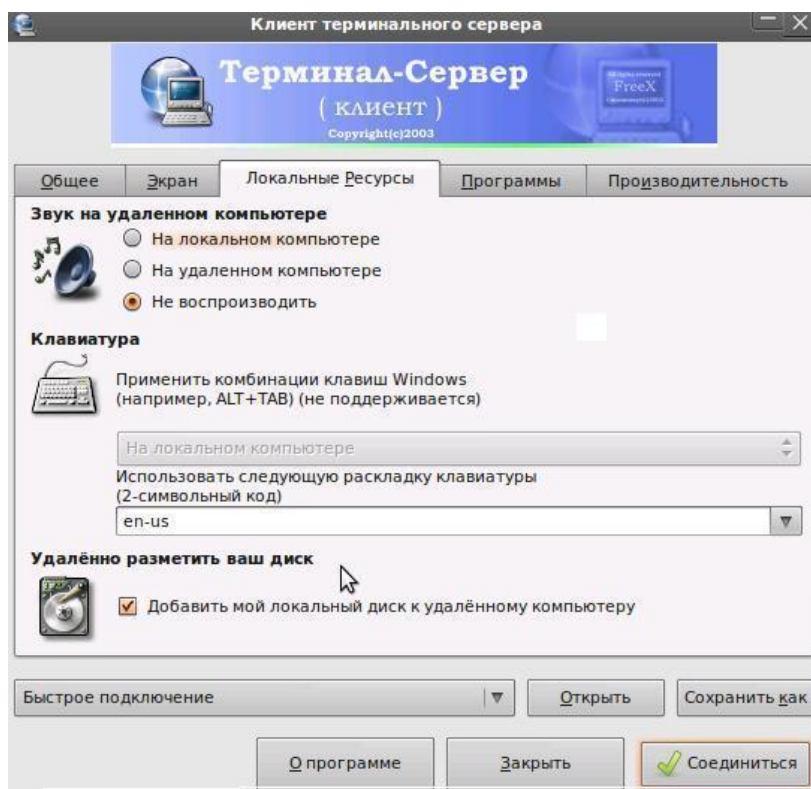 Клиент терминального сервера
Терминал-Сервер
( клиент )
Copyright(c)2003
FreeX
Общее Экран Локальные Ресурсы Программы Производительность
Звук на удаленном компьютере
На локальном компьютере
На удаленном компьютере
Не воспроизводить
Клавиатура
Применить комбинации клавиш Windows
(например, ALT+TAB) (не поддерживается)
На локальном компьютере
Использовать следующую раскладку клавиатуры
(2-символьный код)
en-us
Удалённо разметить ваш диск
Добавить мой локальный диск к удалённому компьютеру
Быстрое подключение Открыть Сохранить как
О программе Закрыть Соединиться